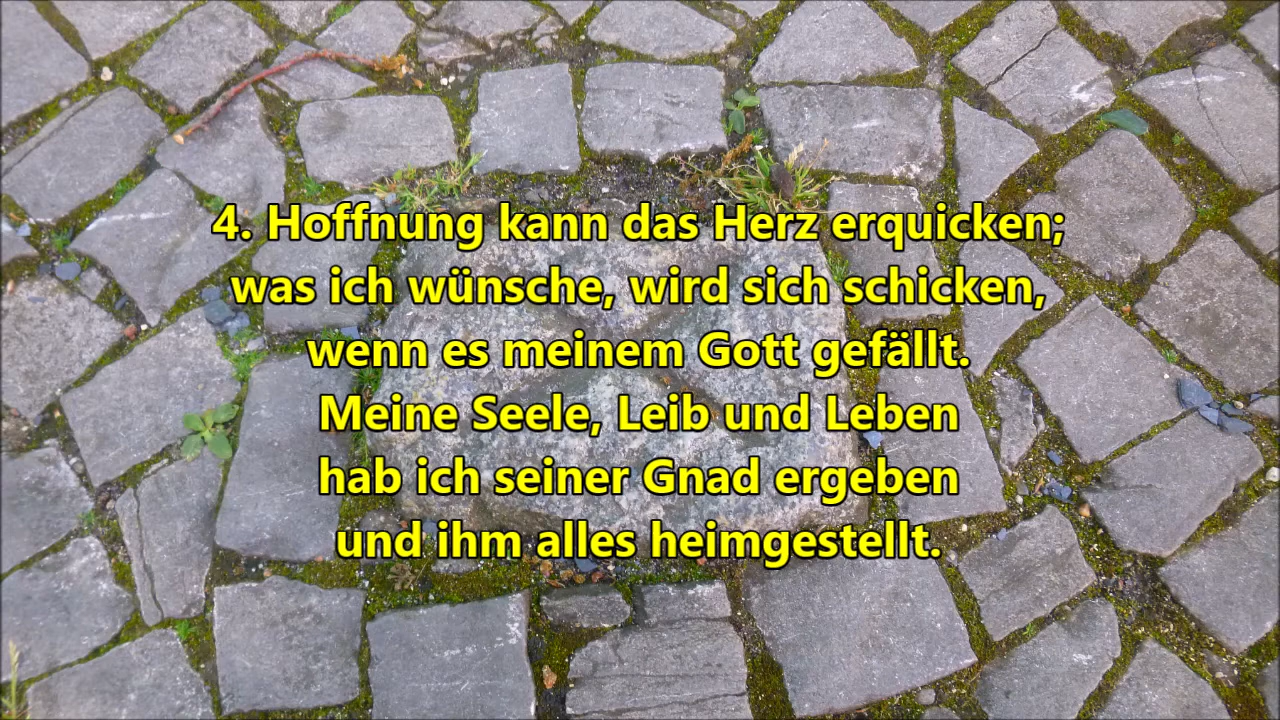 4. Hoffnung kann das Herz erquicken;
was ich wünsche, wird sich schicken,
wenn es meinem Gott gefällt.
Meine Seele, Leib und Leben
hab ich seiner Gnad ergeben
und ihm alles heimgestellt.